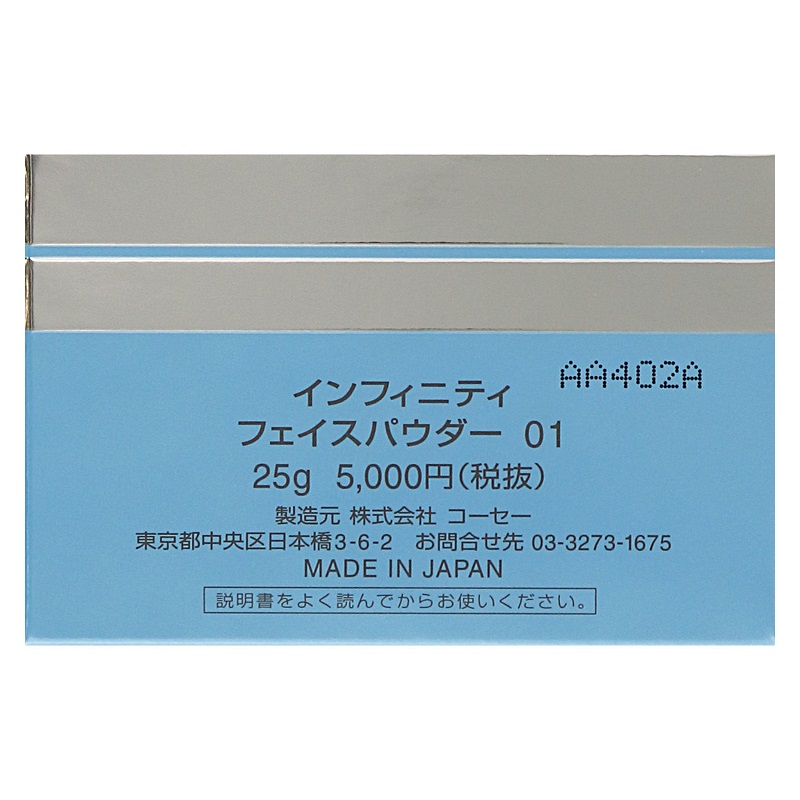 AA402A
インフィニティ
フェイスパウダー 01
25g 5,000円(税抜)
製造元 株式会社 コーセー
東京都中央区日本橋3-6-2 お問合せ先 03-3273-1675
MADE IN JAPAN
説明書をよく読んでからお使いください。